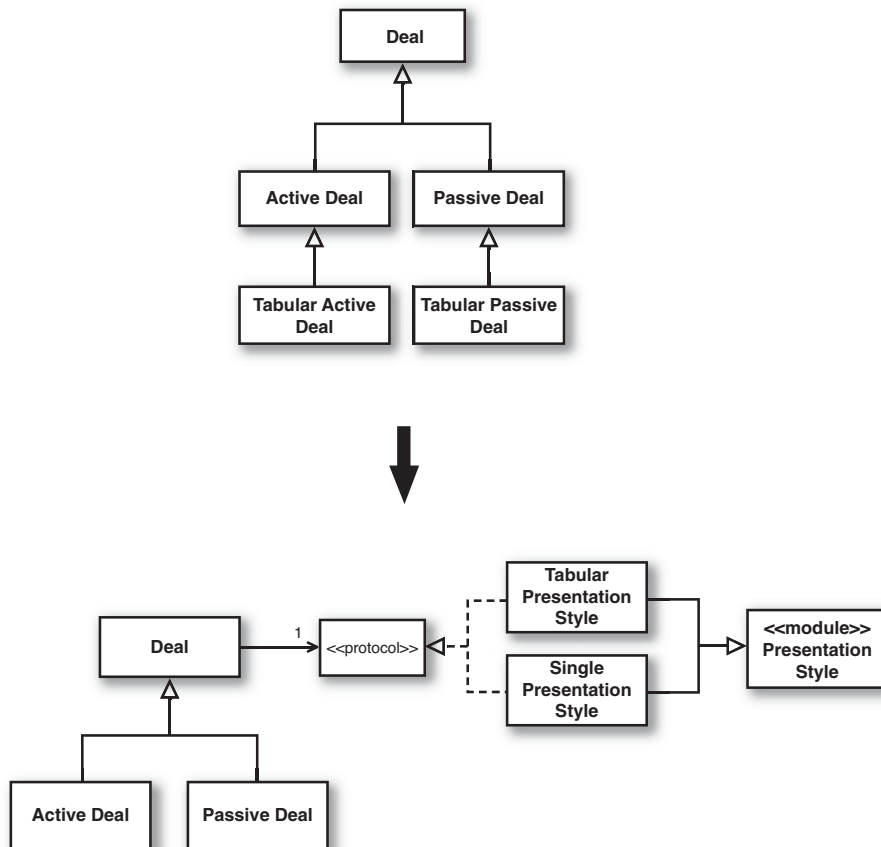 Deal
Active Deal
Passive Deal
Tabular Active
Deal
Tabular Passive
Deal
Tabular
Presentation
Style
Deal
1
<<protocol>>
<<module>>
Presentation
Style
Single
Presentation
Style
Active Deal
Passive Deal